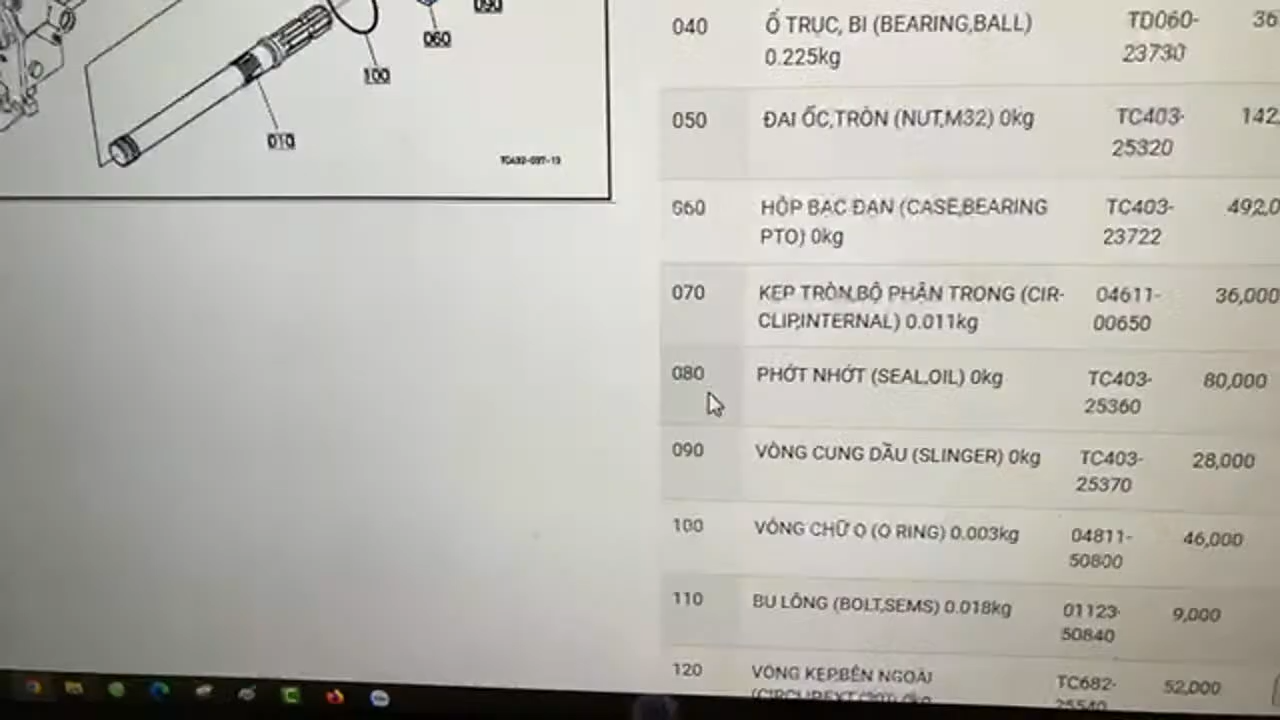 090
060
100
010
TC432-037-13
040 Ổ TRỤC, BI (BEARING,BALL) TD060- 36
0.225kg 23730
050 ĐAI ỐC,TRÒN (NUT,M32) 0kg TC403- 142,
25320
060 HỘP BẠC ĐẠN (CASE,BEARING TC403- 492,0
PTO) 0kg 23722
070 KẸP TRÒN,BỘ PHẬN TRONG (CIR- 04611- 36,000
CLIP,INTERNAL) 0.011kg 00650
080 PHỚT NHỚT (SEAL,OIL) 0kg TC403- 80,000
25360
090 VÒNG CUNG DẦU (SLINGER) 0kg TC403- 28,000
25370
100 VÒNG CHỮ O (O RING) 0.003kg 04811- 46,000
50800
110 BU LÔNG (BOLT,SEMS) 0.018kg 01123- 9,000
50840
120 VÒNG KẸP,BÊN NGOÀI TC682- 52,000
25540